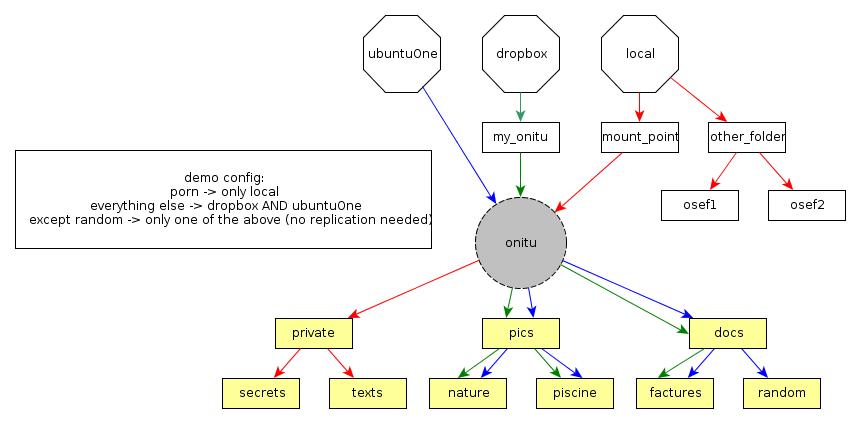 ubuntuOne
dropbox
local
my_onitu
mount_point
other_folder
demo config:
porn -> only local
everything else -> dropbox AND ubuntuOne
except random -> only one of the above (no replication needed)
osef1
osef2
onitu
private
pics
docs
secrets
texts
nature
piscine
factures
random